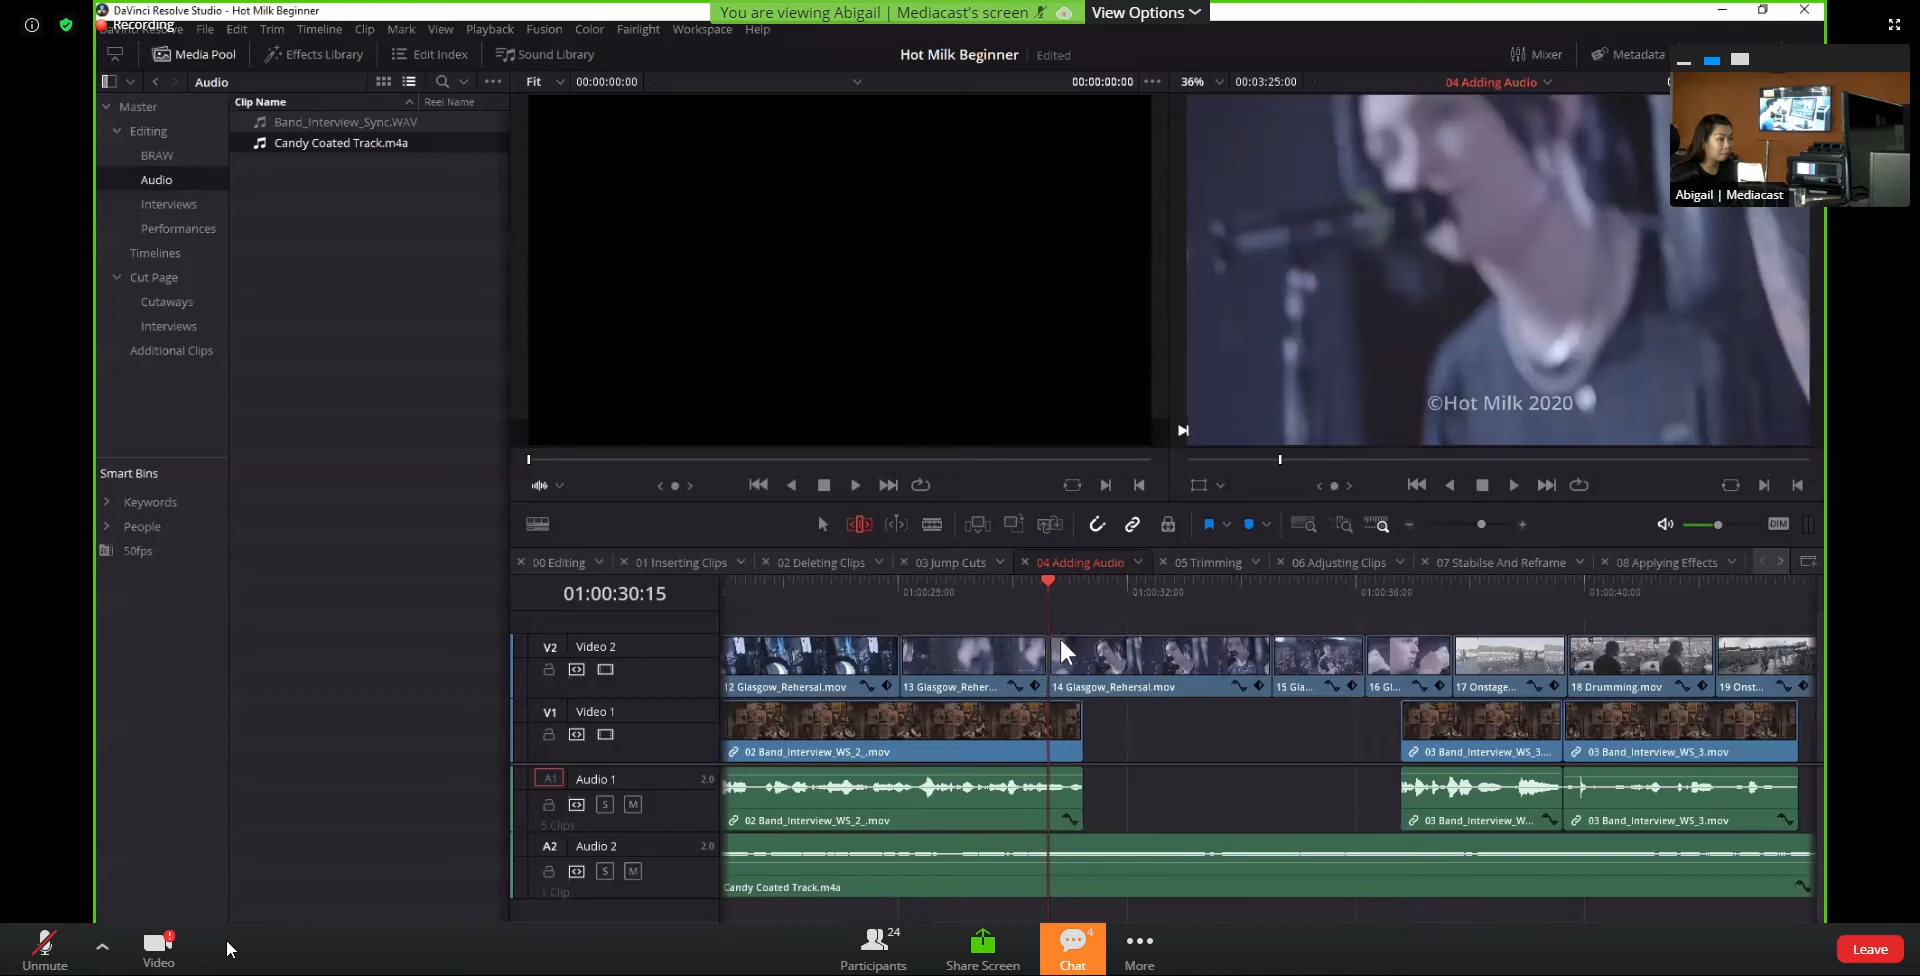 DaVinci Resolve Studio - Hot Milk Beginner
You are viewing Abigail | Mediacast's screen
View Options
Recording
File Edit Trim Timeline Clip Mark View Playback Fusion Color Fairlight Workspace Help
Media Pool
Effects Library
Edit Index
Sound Library
Hot Milk Beginner
Edited
Mixer
Metadata
Audio
Fit
00:00:00:00
00:00:00:00
36%
00:03:25:00
04 Adding Audio
Clip Name
Reel Name
Master
Editing
BRAW
Audio
Interviews
Performances
Timelines
Cut Page
Cutaways
Interviews
Additional Clips
Band_Interview_Sync.WAV
Candy Coated Track.m4a
Abigail | Mediacast
©Hot Milk 2020
Smart Bins
Keywords
People
50fps
DIM
00 Editing
01 Inserting Clips
02 Deleting Clips
03 Jump Cuts
04 Adding Audio
05 Trimming
06 Adjusting Clips
07 Stabilse And Reframe
08 Applying Effects
01:00:30:15
01:00:28:00
01:00:32:00
01:00:36:00
01:00:40:00
V2 Video 2
12 Glasgow_Rehersal.mov
13 Glasgow_Reher...
14 Glasgow_Rehersal.mov
15 Gla...
16 Gl...
17 Onstage...
18 Drumming.mov
19 Onst...
V1 Video 1
02 Band_Interview_WS_2_.mov
03 Band_Interview_WS_3....
03 Band_Interview_WS_3.mov
A1 Audio 1 2.0
S M
5 Clips
02 Band_Interview_WS_2_.mov
03 Band_Interview_W...
03 Band_Interview_WS_3.mov
A2 Audio 2 2.0
S M
1 Clip
Candy Coated Track.m4a
Unmute
Video
24
Participants
Share Screen
4
Chat
More
Leave